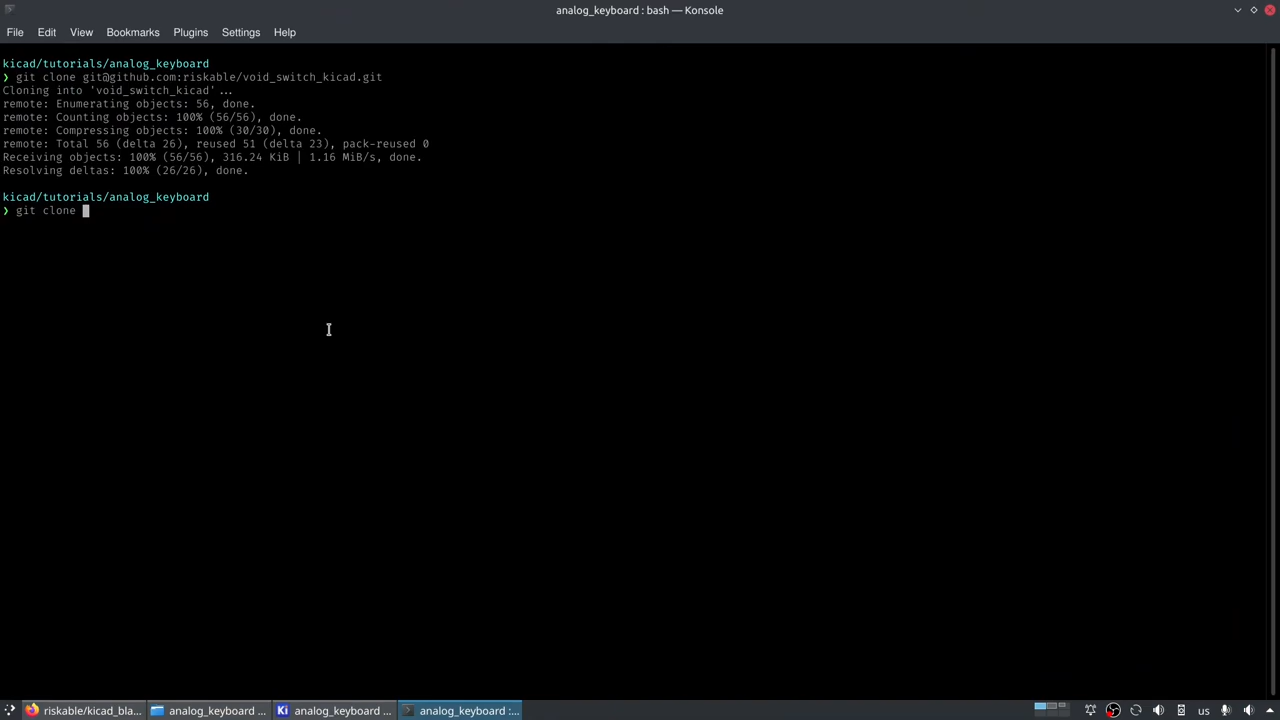 analog_keyboard : bash — Konsole
File Edit View Bookmarks Plugins Settings Help
kicad/tutorials/analog_keyboard
❯ git clone git@github.com:riskable/void_switch_kicad.git
Cloning into 'void_switch_kicad'...
remote: Enumerating objects: 56, done.
remote: Counting objects: 100% (56/56), done.
remote: Compressing objects: 100% (30/30), done.
remote: Total 56 (delta 26), reused 51 (delta 23), pack-reused 0
Receiving objects: 100% (56/56), 316.24 KiB | 1.16 MiB/s, done.
Resolving deltas: 100% (26/26), done.
kicad/tutorials/analog_keyboard
❯ git clone
riskable/kicad_bla... analog_keyboard ... Ki analog_keyboard ... analog_keyboard :... us